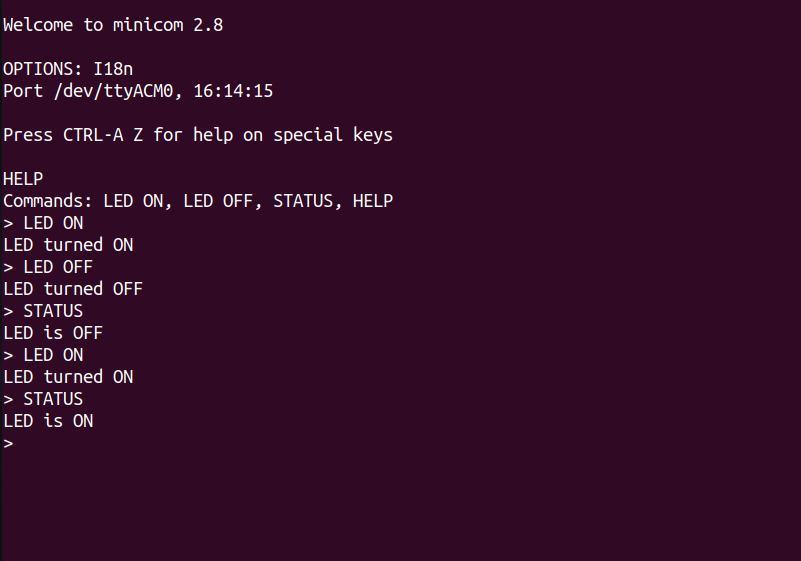 Welcome to minicom 2.8
OPTIONS: I18n
Port /dev/ttyACM0, 16:14:15
Press CTRL-A Z for help on special keys
HELP
Commands: LED ON, LED OFF, STATUS, HELP
> LED ON
LED turned ON
> LED OFF
LED turned OFF
> STATUS
LED is OFF
> LED ON
LED turned ON
> STATUS
LED is ON
>